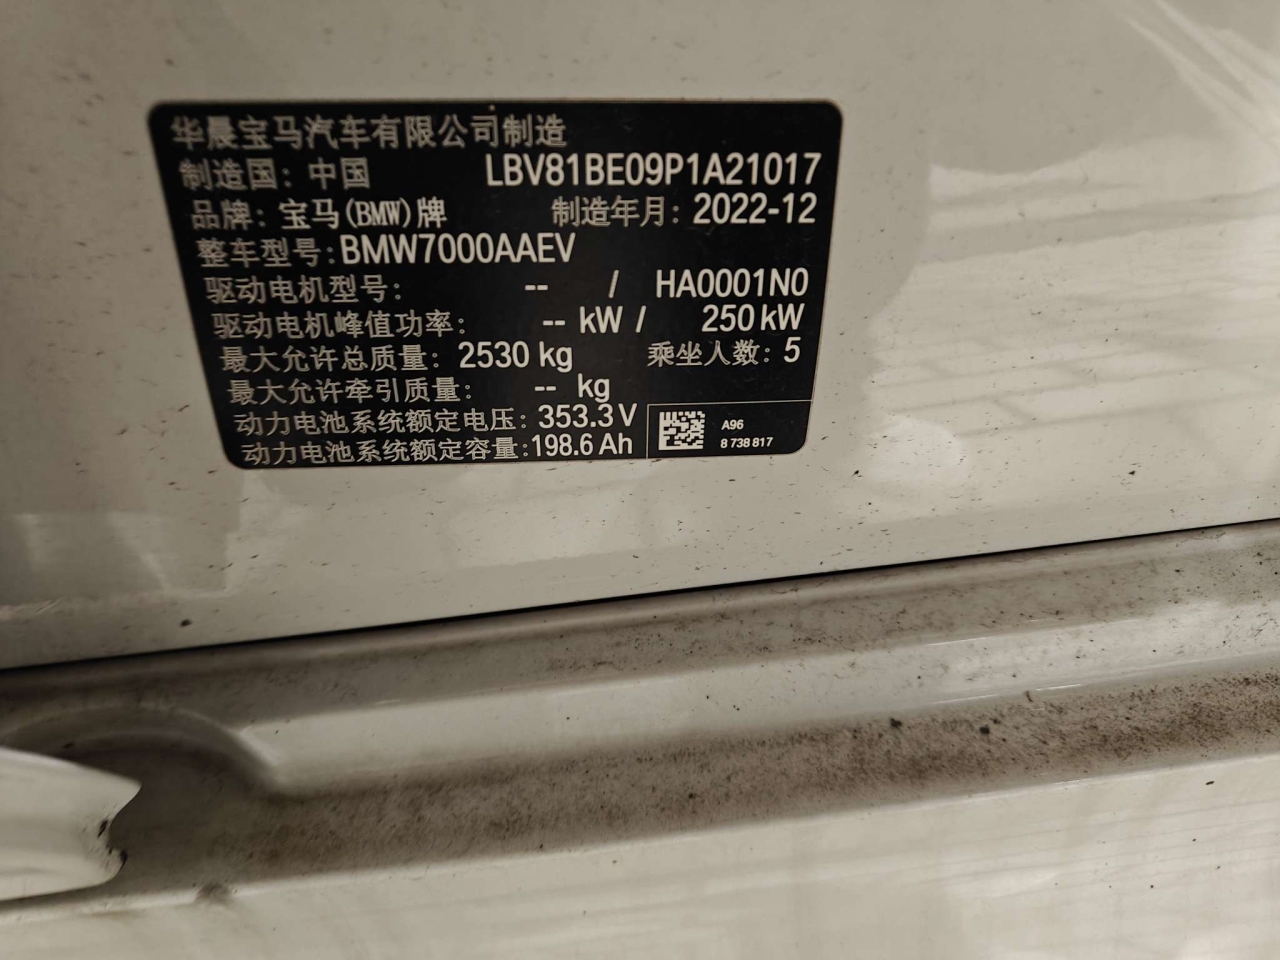 华晨宝马汽车有限公司制造
制造国：中国 LBV81BE09P1A21017
品牌：宝马(BMW)牌 制造年月：2022-12
整车型号：BMW7000AAEV
驱动电机型号： -- / HA0001N0
驱动电机峰值功率： -- kW / 250 kW
最大允许总质量： 2530 kg 乘坐人数：5
最大允许牵引质量： -- kg
动力电池系统额定电压：353.3 V
动力电池系统额定容量：198.6 Ah
A96
8 738 817